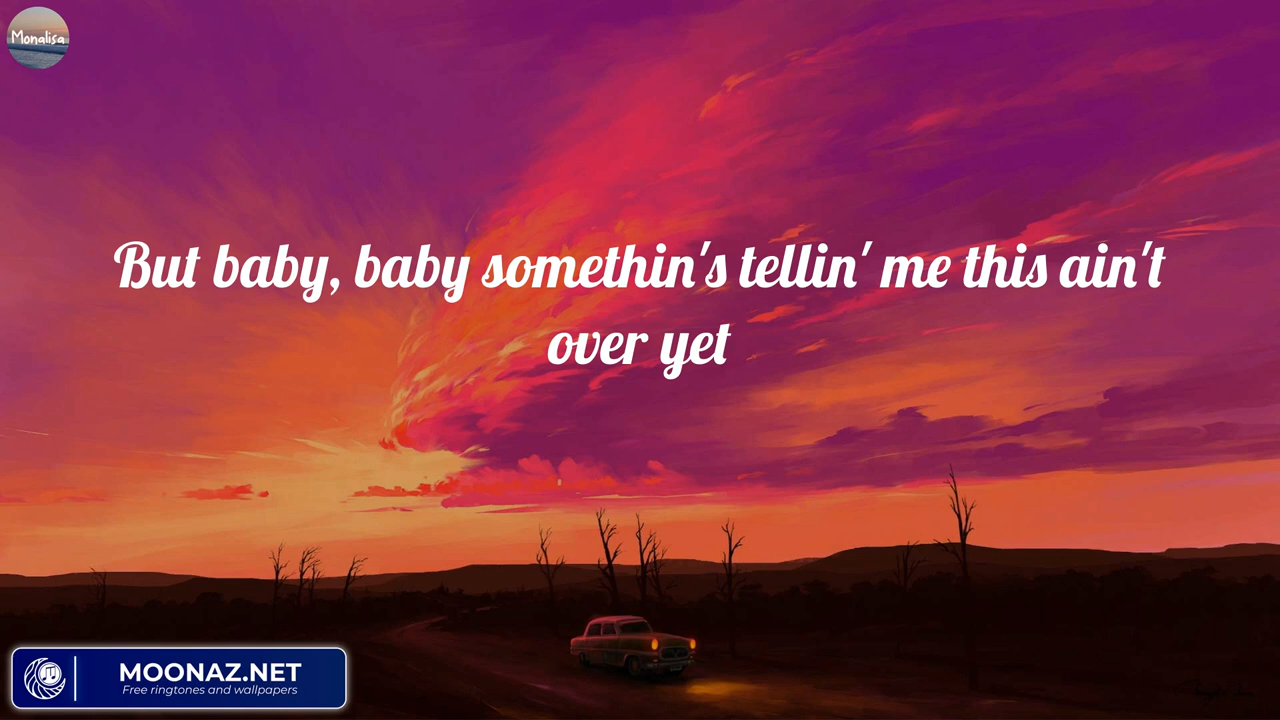 Monalisa
But baby, baby somethin's tellin' me this ain't
over yet
MOONAZ.NET
Free ringtones and wallpapers